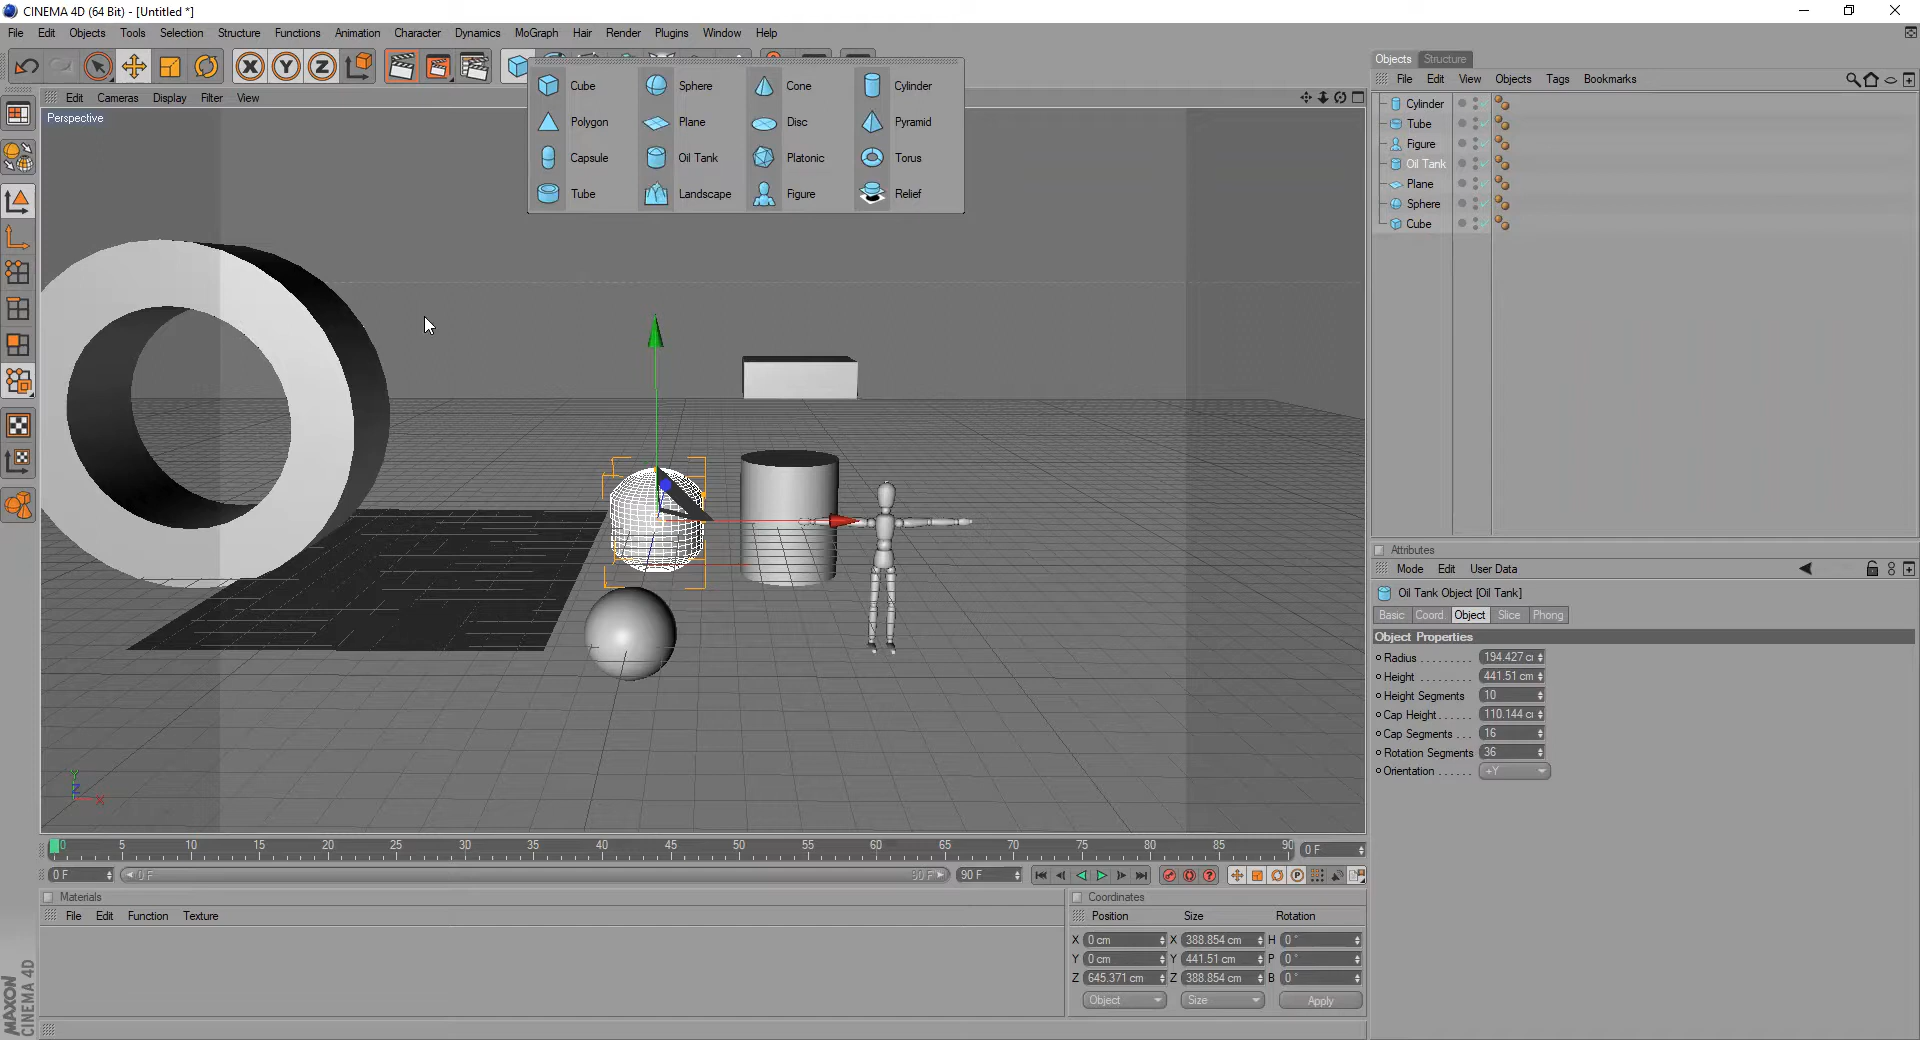 CINEMA 4D (64 Bit) - [Untitled *]
File Edit Objects Tools Selection Structure Functions Animation Character Dynamics MoGraph Hair Render Plugins Window Help
Cube Sphere Cone Cylinder
Polygon Plane Disc Pyramid
Capsule Oil Tank Platonic Torus
Tube Landscape Figure Relief
Edit Cameras Display Filter View
Perspective
Y
Z
X
Objects Structure
File Edit View Objects Tags Bookmarks
Cylinder
Tube
Figure
Oil Tank
Plane
Sphere
Cube
Attributes
Mode Edit User Data
Oil Tank Object [Oil Tank]
Basic Coord. Object Slice Phong
Object Properties
Radius . . . . . . . . . 194.427 c
Height . . . . . . . . . 441.51 cm
Height Segments 10
Cap Height . . . . . . 110.144 c
Cap Segments . . . 16
Rotation Segments 36
Orientation . . . . . . +Y
0 5 10 15 20 25 30 35 40 45 50 55 60 65 70 75 80 85 90 0 F
0 F 0 F 90 F 90 F
Materials
File Edit Function Texture
Coordinates
Position Size Rotation
X 0 cm X 388.854 cm H 0 °
Y 0 cm Y 441.51 cm P 0 °
Z 645.371 cm Z 388.854 cm B 0 °
Object Size Apply
MAXON
CINEMA 4D